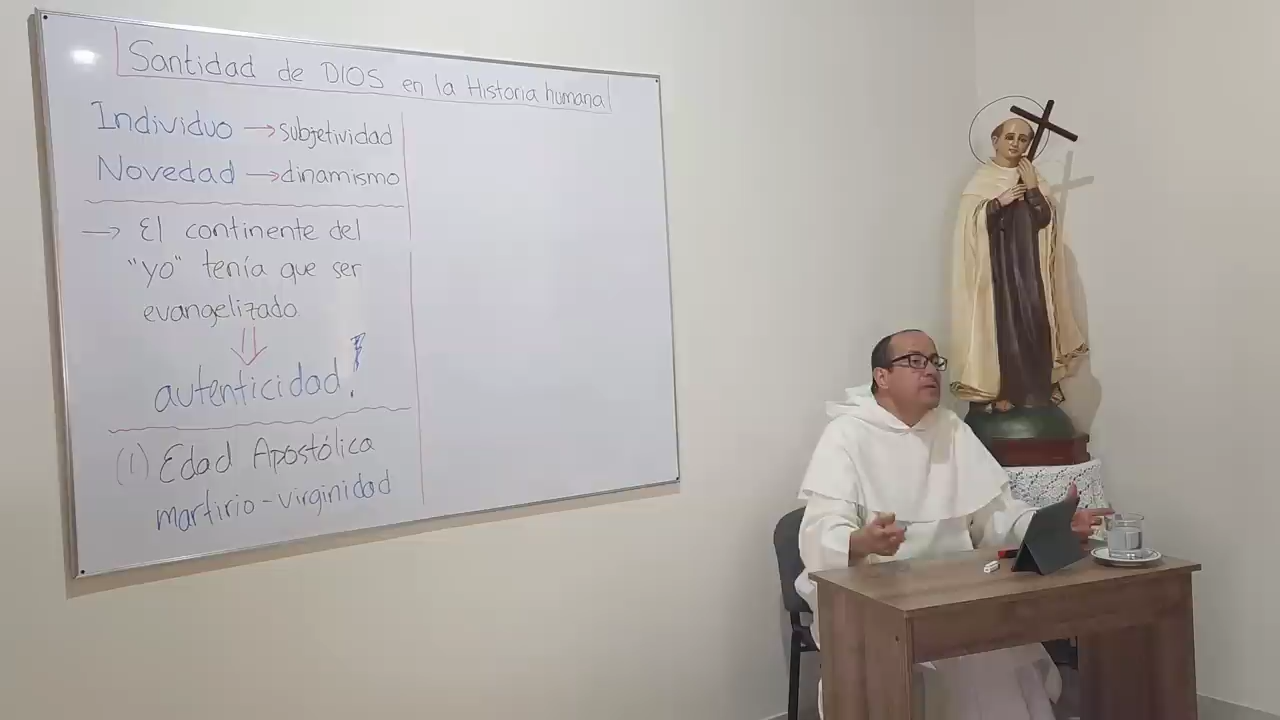 Santidad de DIOS en la Historia humana
Individuo → subjetividad
Novedad → dinamismo
→ El continente del
"yo" tenía que ser
evangelizado
autenticidad!
(1) Edad Apostólica
martirio-virginidad